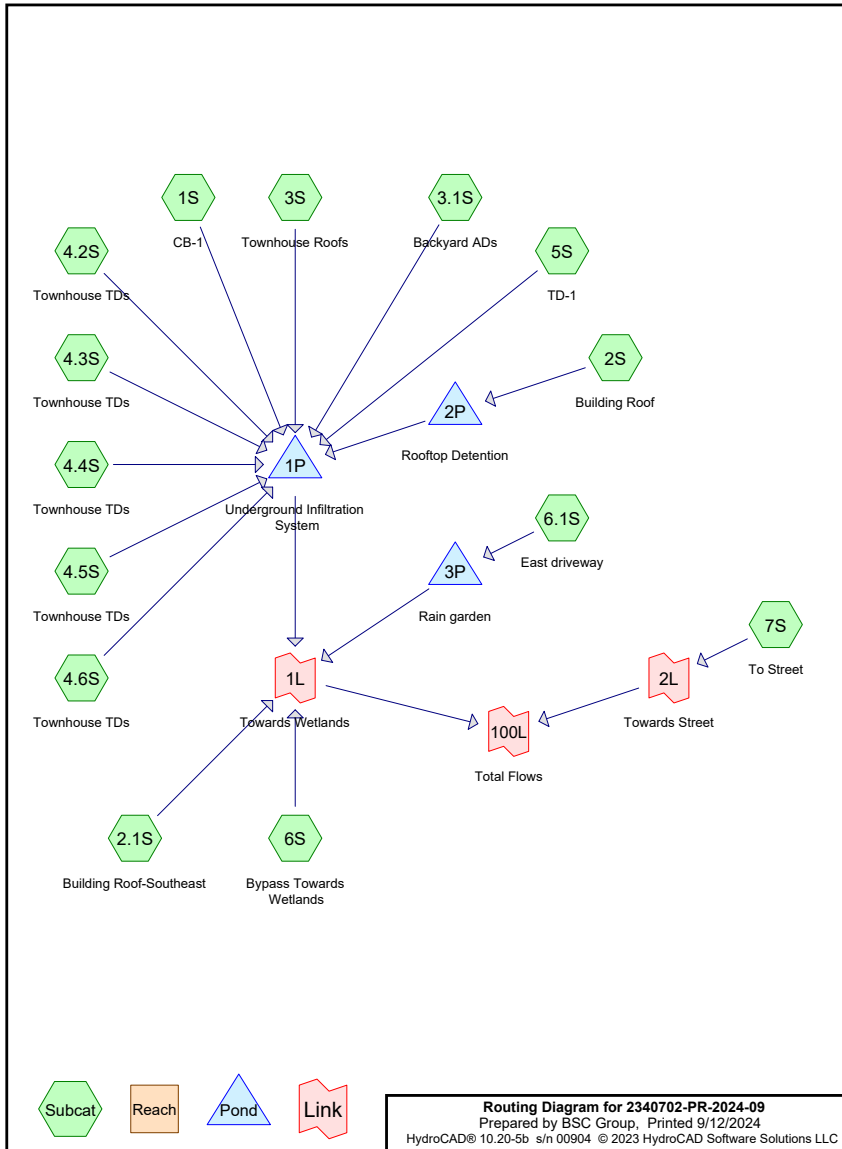 1S
3S
3.1S
CB-1
Townhouse Roofs
Backyard ADs
4.2S
5S
Townhouse TDs
TD-1
4.3S
2S
Townhouse TDs
2P
Building Roof
Rooftop Detention
4.4S
1P
Townhouse TDs
Underground Infiltration
System
6.1S
East driveway
4.5S
3P
Townhouse TDs
Rain garden
7S
To Street
4.6S
1L
2L
Townhouse TDs
Towards Wetlands
Towards Street
100L
Total Flows
2.1S
6S
Building Roof-Southeast
Bypass Towards
Wetlands
Subcat
Reach
Pond
Link
Routing Diagram for 2340702-PR-2024-09
Prepared by BSC Group, Printed 9/12/2024
HydroCAD® 10.20-5b s/n 00904 © 2023 HydroCAD Software Solutions LLC